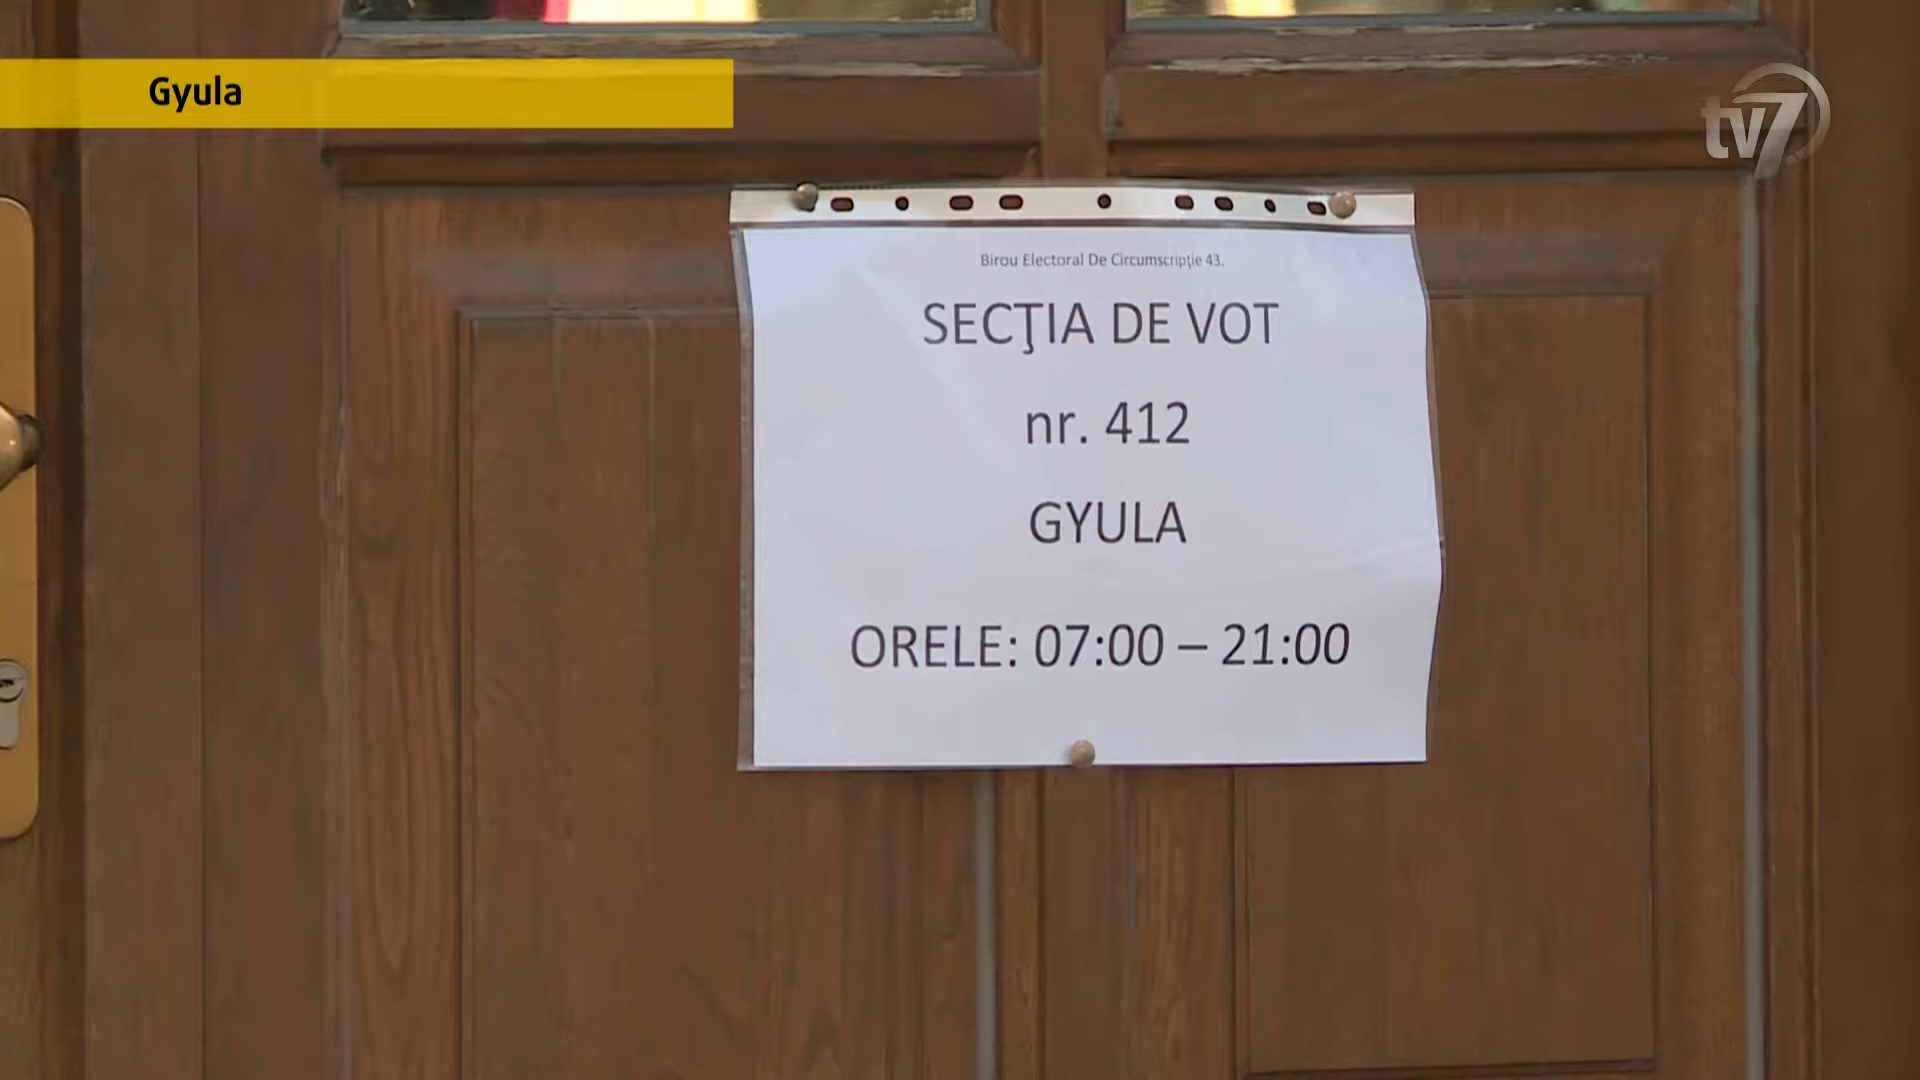 Gyula
tv7
Birou Electoral De Circumscripţie 43.
SECŢIA DE VOT
nr. 412
GYULA
ORELE: 07:00 – 21:00